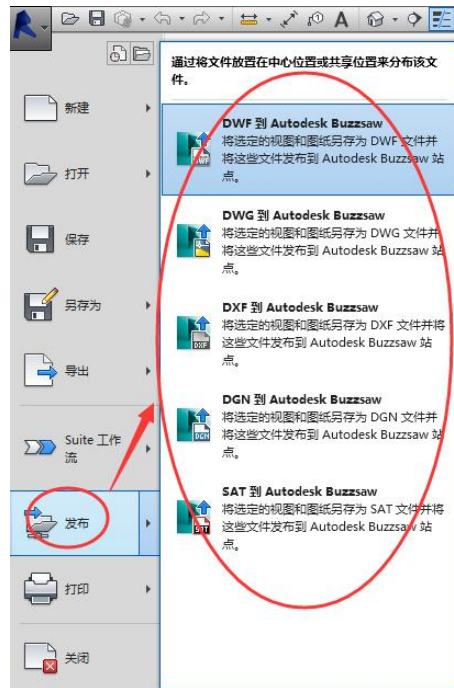 通过将文件放置在中心位置或共享位置来分布该文
件。
新建
打开
保存
另存为
导出
Suite 工作
流
发布
打印
关闭
DWF 到 Autodesk Buzzsaw
将选定的视图和图纸另存为 DWF 文件并
将这些文件发布到 Autodesk Buzzsaw 站
点。
DWG 到 Autodesk Buzzsaw
将选定的视图和图纸另存为 DWG 文件并
将这些文件发布到 Autodesk Buzzsaw 站
点。
DXF 到 Autodesk Buzzsaw
将选定的视图和图纸另存为 DXF 文件并将
这些文件发布到 Autodesk Buzzsaw 站
点。
DGN 到 Autodesk Buzzsaw
将选定的视图和图纸另存为 DGN 文件并
将这些文件发布到 Autodesk Buzzsaw 站
点。
SAT 到 Autodesk Buzzsaw
将选定的视图和图纸另存为 SAT 文件并将
这些文件发布到 Autodesk Buzzsaw 站
点。